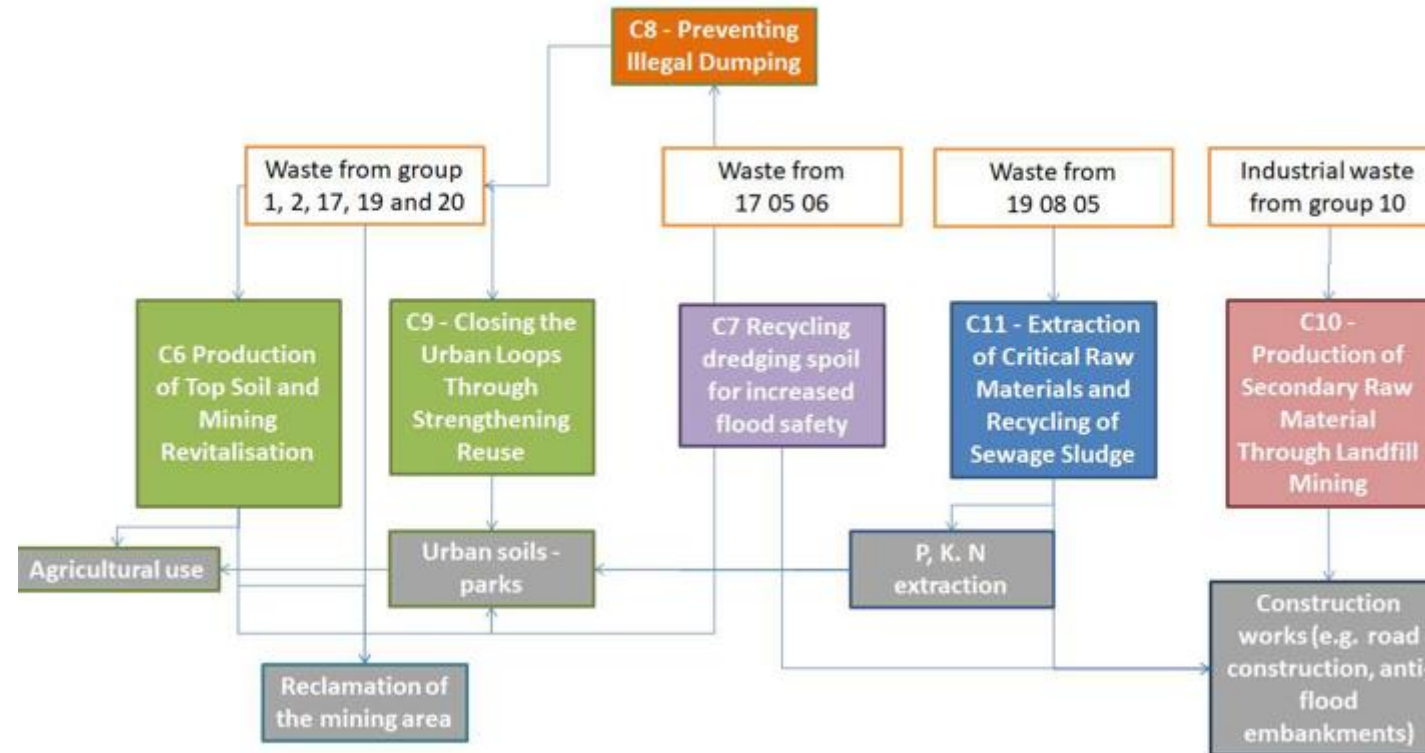 C8 - Preventing
Illegal Dumping
Waste from group
1, 2, 17, 19 and 20
Waste from
17 05 06
Waste from
19 08 05
Industrial waste
from group 10
C6 Production
of Top Soil and
Mining
Revitalisation
C9 - Closing the
Urban Loops
Through
Strengthening
Reuse
C7 Recycling
dredging spoil
for increased
flood safety
C11 - Extraction
of Critical Raw
Materials and
Recycling of
Sewage Sludge
C10 -
Production of
Secondary Raw
Material
Through Landfill
Mining
Agricultural use
Urban soils -
parks
P, K. N
extraction
Reclamation of
the mining area
Construction
works (e.g. road
construction, anti-
flood
embankments)